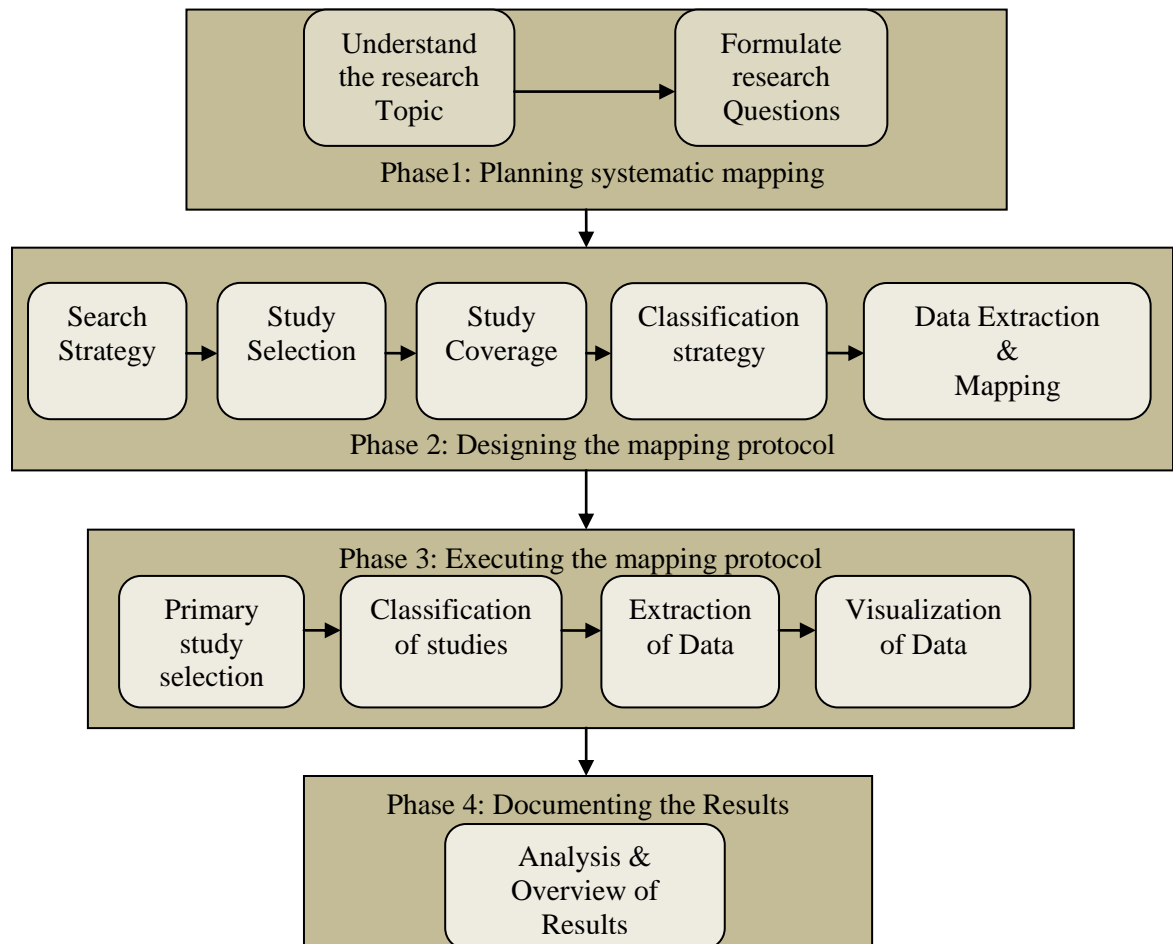 Understand
the research
Topic
Formulate
research
Questions
Phase1: Planning systematic mapping
Search
Strategy
Study
Selection
Study
Coverage
Classification
strategy
Data Extraction
&
Mapping
Phase 2: Designing the mapping protocol
Phase 3: Executing the mapping protocol
Primary
study
selection
Classification
of studies
Extraction
of Data
Visualization
of Data
Phase 4: Documenting the Results
Analysis &
Overview of
Results